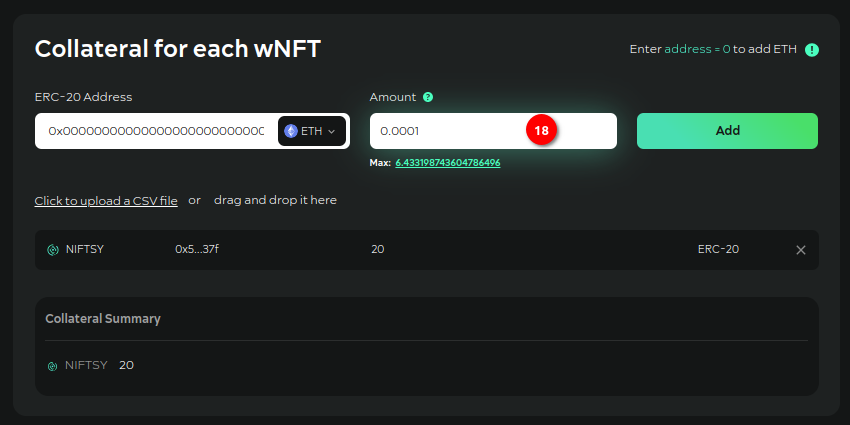 Collateral for each wNFT
Enter address = 0 to add ETH !
ERC-20 Address
Amount ?
ETH
0.0001
18
Add
Max: 6.433198743604786496
Click to upload a CSV file or drag and drop it here
NIFTSY 0x5...37f 20 ERC-20
Collateral Summary
NIFTSY 20